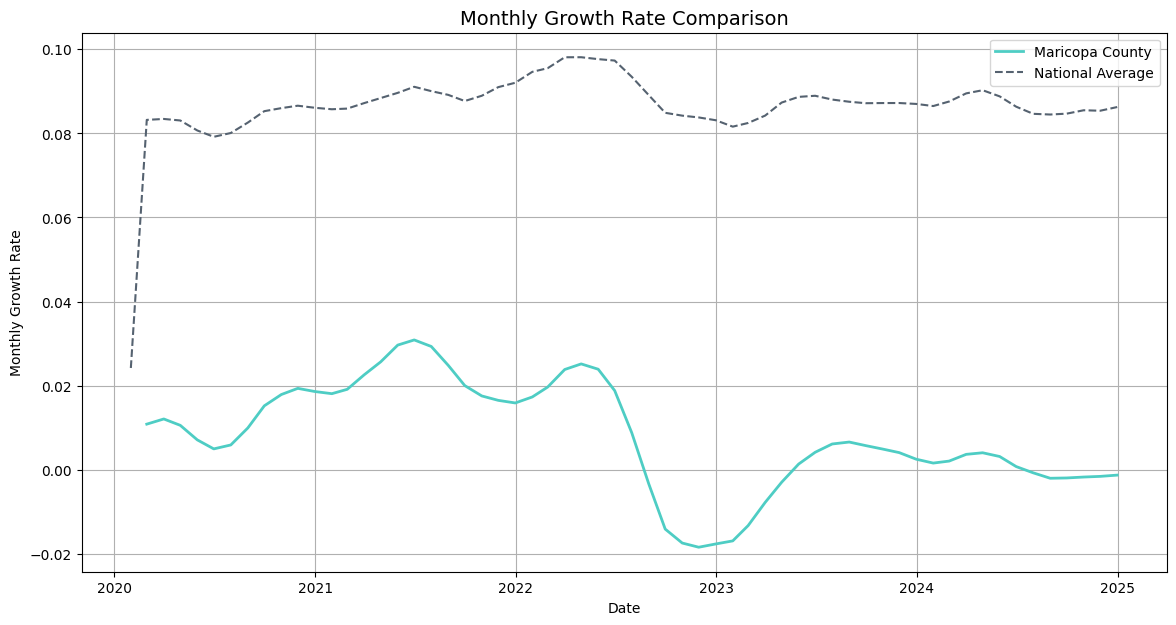 Monthly Growth Rate Comparison
Maricopa County
National Average
Monthly Growth Rate
0.10
0.08
0.06
0.04
0.02
0.00
−0.02
2020
2021
2022
2023
2024
2025
Date